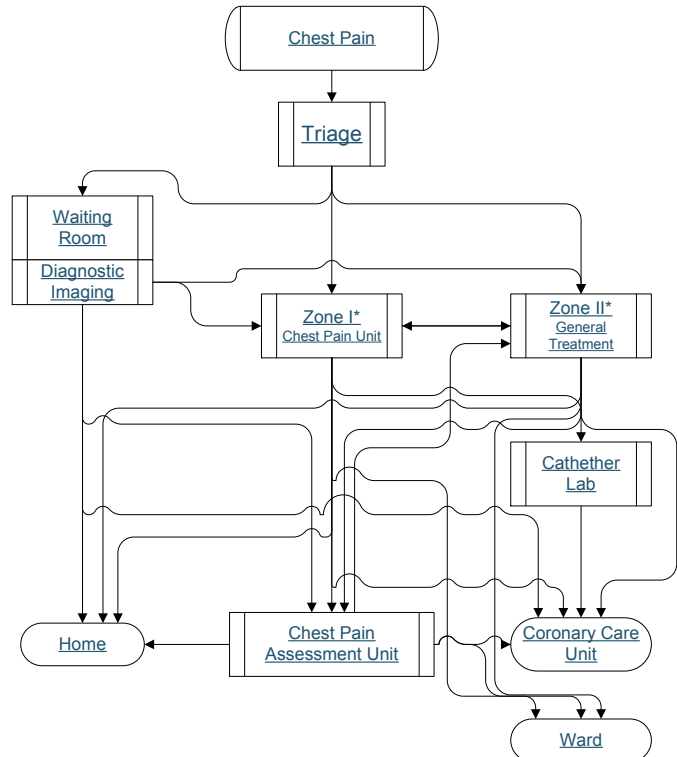 Chest Pain
Triage
Waiting
Room
Diagnostic
Imaging
Zone I*
Chest Pain Unit
Zone II*
General
Treatment
Cathether
Lab
Home
Chest Pain
Assessment Unit
Coronary Care
Unit
Ward